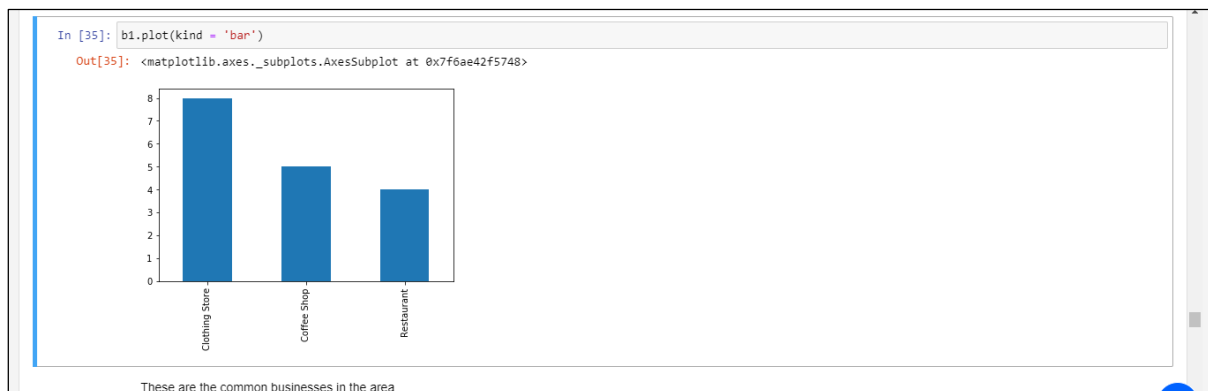 In [35]: b1.plot(kind = 'bar')
Out[35]: <matplotlib.axes._subplots.AxesSubplot at 0x7f6ae42f5748>
8
7
6
5
4
3
2
1
0
Clothing Store
Coffee Shop
Restaurant
These are the common businesses in the area